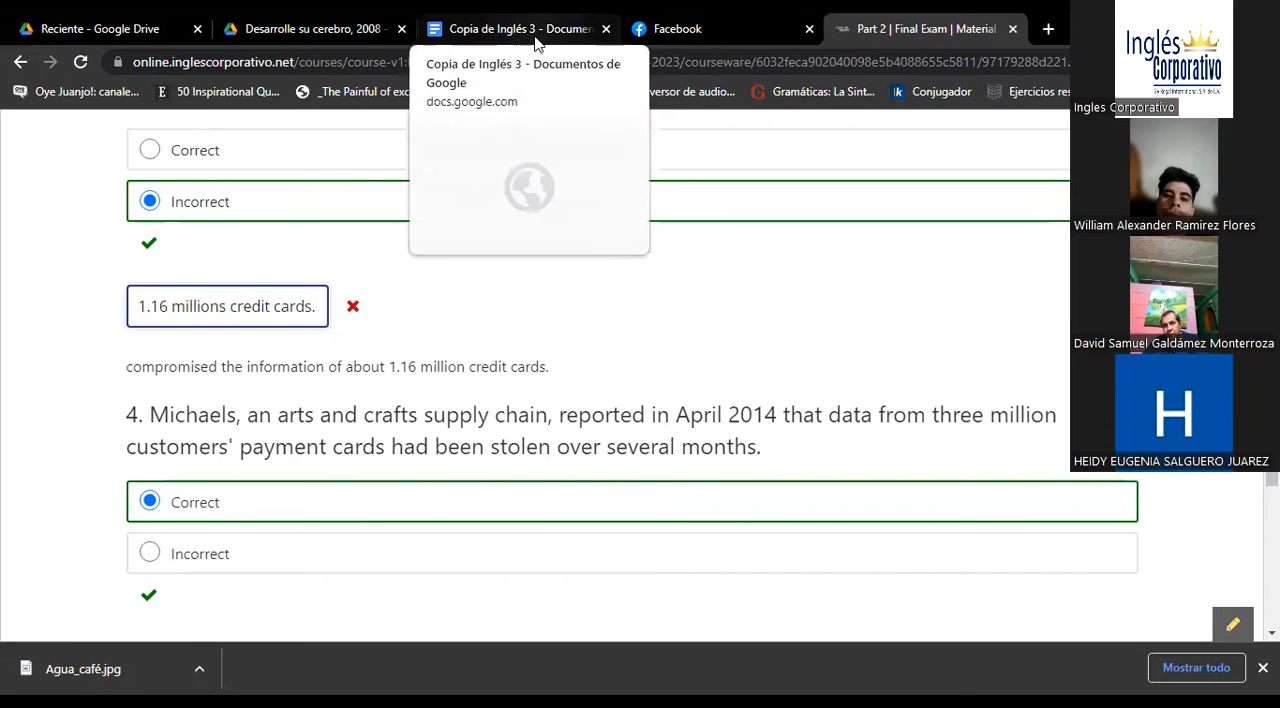 Reciente - Google Drive
Desarrolle su cerebro, 2008 -
Copia de Inglés 3 - Documen
Facebook
Part 2 | Final Exam | Material
online.inglescorporativo.net/courses/course-v1:
2023/courseware/6032feca902040098e5b4088655c5811/97179288d221.
Oye Juanjo!: canale...
50 Inspirational Qu...
_The Painful of exc
versor de audio...
Gramáticas: La Sint...
Conjugador
Ejercicios res
Copia de Inglés 3 - Documentos de
Google
docs.google.com
Correct
Incorrect
1.16 millions credit cards.
compromised the information of about 1.16 million credit cards.
4. Michaels, an arts and crafts supply chain, reported in April 2014 that data from three million
customers' payment cards had been stolen over several months.
Correct
Incorrect
Agua_café.jpg
Mostrar todo
Inglés
Corporativo
Ingles Corporativo
William Alexander Ramirez Flores
David Samuel Galdámez Monterroza
H
HEIDY EUGENIA SALGUERO JUAREZ